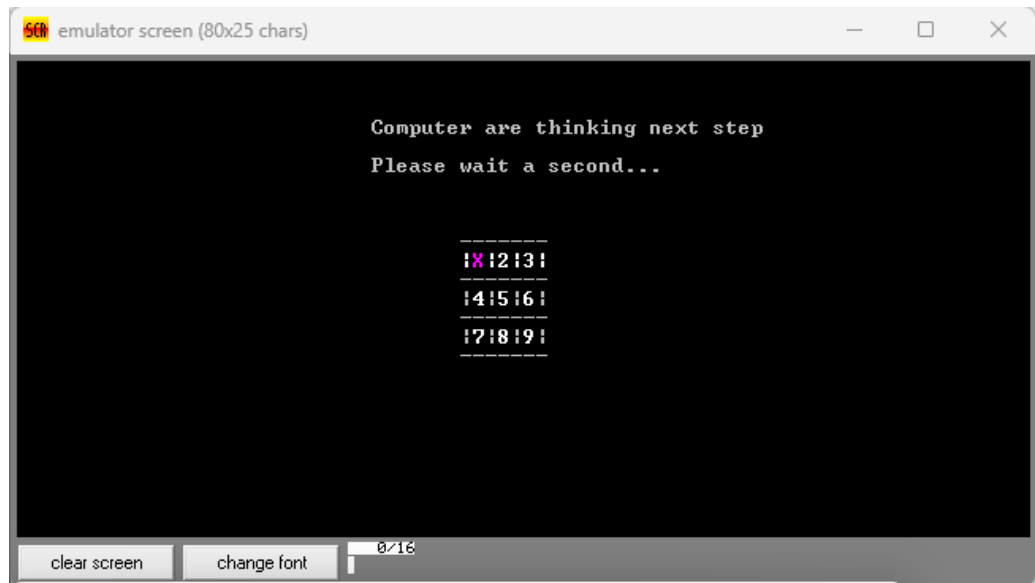 SCR emulator screen (80x25 chars)
Computer are thinking next step
Please wait a second...
-------
|X|2|3|
-------
|4|5|6|
-------
|7|8|9|
-------
clear screen change font 0/16